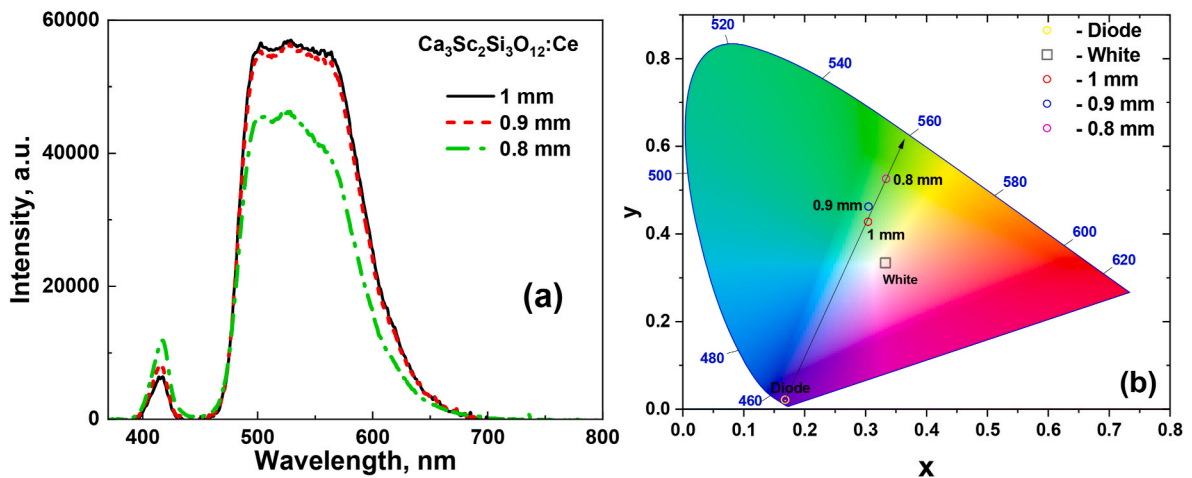 60000
40000
20000
0
Intensity, a.u.
(a)
Ca₃Sc₂Si₃O₁₂:Ce
1 mm
0.9 mm
0.8 mm
(a)
400 500 600 700 800
Wavelength, nm
0.8
0.6
0.4
0.2
0.0
y
520
540
560
500
580
600
620
480
460
- Diode
- White
- 1 mm
- 0.9 mm
- 0.8 mm
0.8 mm
0.9 mm
1 mm
White
Diode
(b)
0.0 0.1 0.2 0.3 0.4 0.5 0.6 0.7 0.8
x